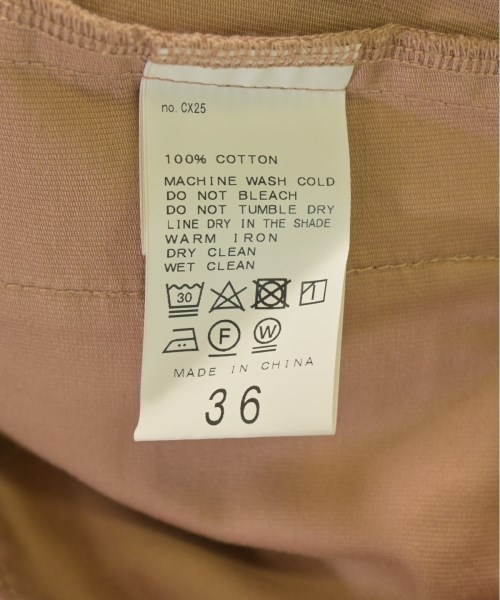 no. CX25
100% COTTON
MACHINE WASH COLD
DO NOT BLEACH
DO NOT TUMBLE DRY
LINE DRY IN THE SHADE
WARM IRON
DRY CLEAN
WET CLEAN
30
F W
MADE IN CHINA
36